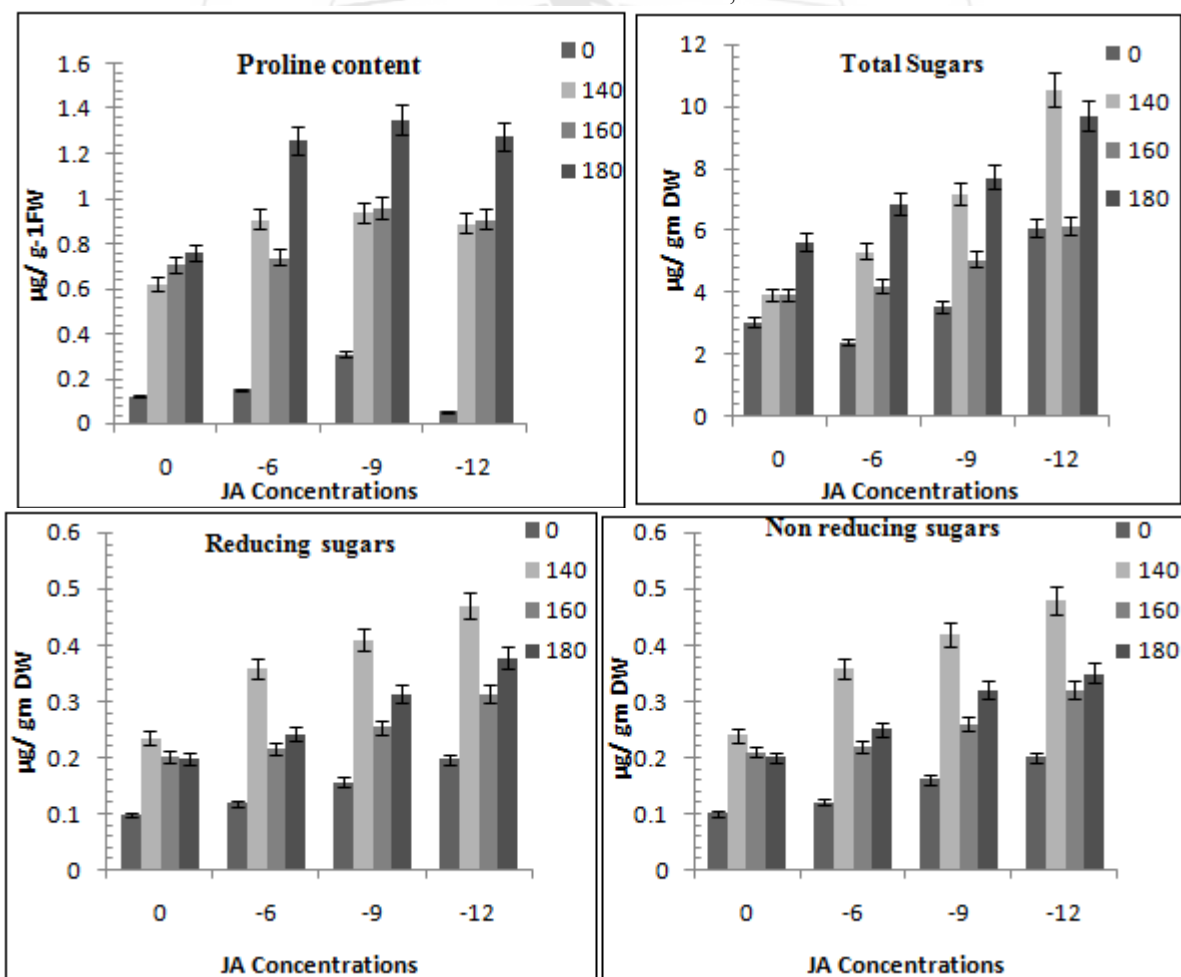 Proline content
0
140
160
180
1.6
1.4
1.2
1
0.8
0.6
0.4
0.2
0
µg/ g-1FW
0 -6 -9 -12
JA Concentrations
Total Sugars
0
140
160
180
12
10
8
6
4
2
0
µg/ gm DW
0 -6 -9 -12
JA Concentrations
Reducing sugars
0
140
160
180
0.6
0.5
0.4
0.3
0.2
0.1
0
µg/ gm DW
0 -6 -9 -12
JA Concentrations
Non reducing sugars
0
140
160
180
0.6
0.5
0.4
0.3
0.2
0.1
0
µg/ gm DW
0 -6 -9 -12
JA Concentrations